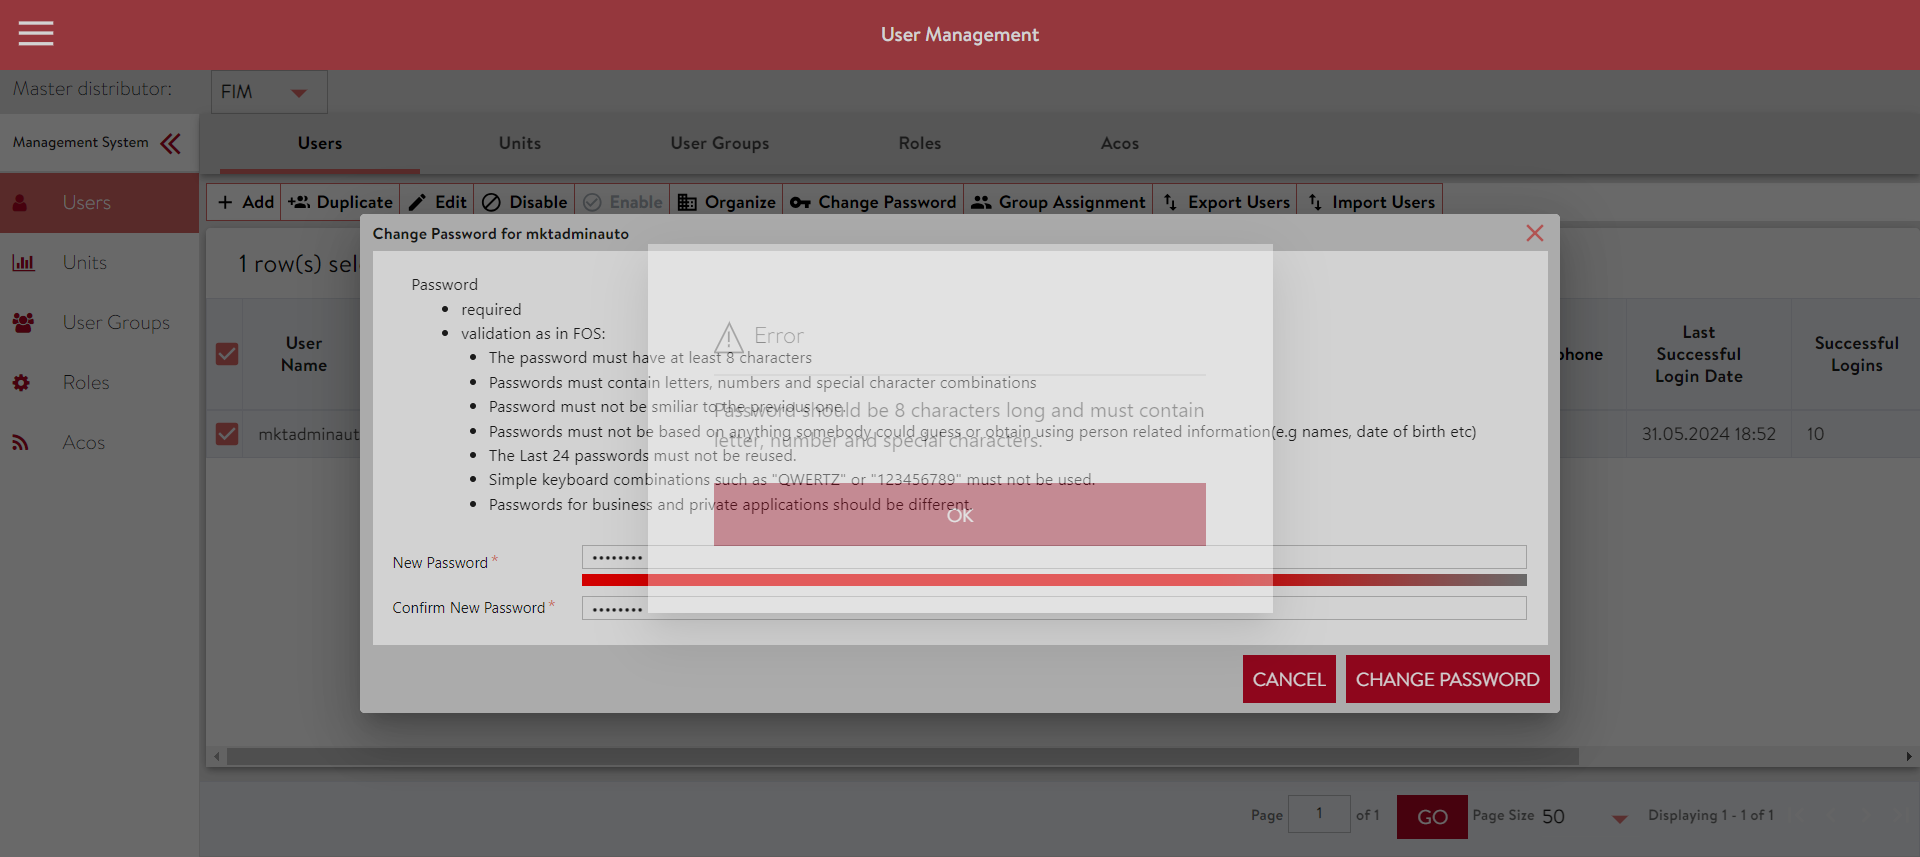 User Management
Master distributor:
FIM
Management System
Users
Units
User Groups
Roles
Acos
Users
Units
User Groups
Roles
Acos
Add
Duplicate
Edit
Disable
Enable
Organize
Change Password
Group Assignment
Export Users
Import Users
1 row(s) sel
User
Name
mktadminaut
phone
Last
Successful
Login Date
31.05.2024 18:52
Successful
Logins
10
Change Password for mktadminauto
Password
required
validation as in FOS:
The password must have at least 8 characters
Passwords must contain letters, numbers and special character combinations
Password must not be smiliar to the previous one.
Passwords must not be based on anything somebody could guess or obtain using person related information(e.g names, date of birth etc)
The Last 24 passwords must not be reused.
Simple keyboard combinations such as "QWERTZ" or "123456789" must not be used.
Passwords for business and private applications should be different.
Error
Password should be 8 characters long and must contain
letter, number and special characters.
OK
New Password *
Confirm New Password *
CANCEL
CHANGE PASSWORD
Page
1
of 1
GO
Page Size
50
Displaying 1 - 1 of 1